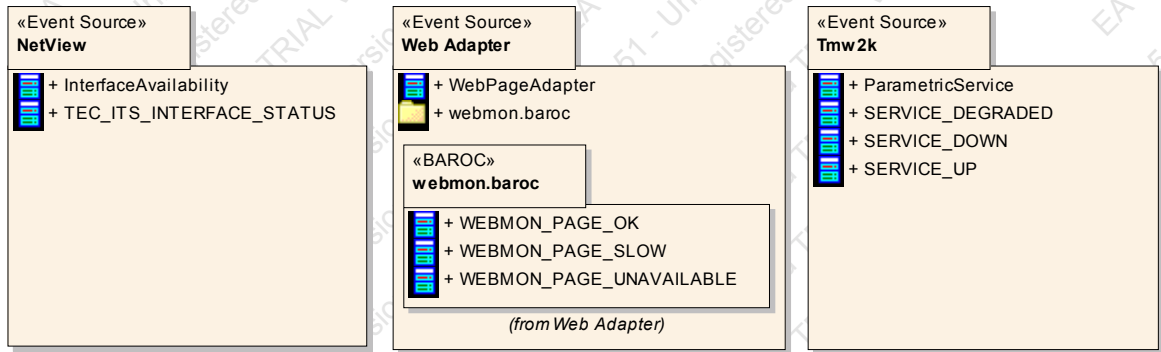 «Event Source»
NetView
+ InterfaceAvailability
+ TEC_ITS_INTERFACE_STATUS
«Event Source»
Web Adapter
+ WebPageAdapter
+ webmon.baroc
«BAROC»
webmon.baroc
+ WEBMON_PAGE_OK
+ WEBMON_PAGE_SLOW
+ WEBMON_PAGE_UNAVAILABLE
(from Web Adapter)
«Event Source»
Tmw2k
+ ParametricService
+ SERVICE_DEGRADED
+ SERVICE_DOWN
+ SERVICE_UP